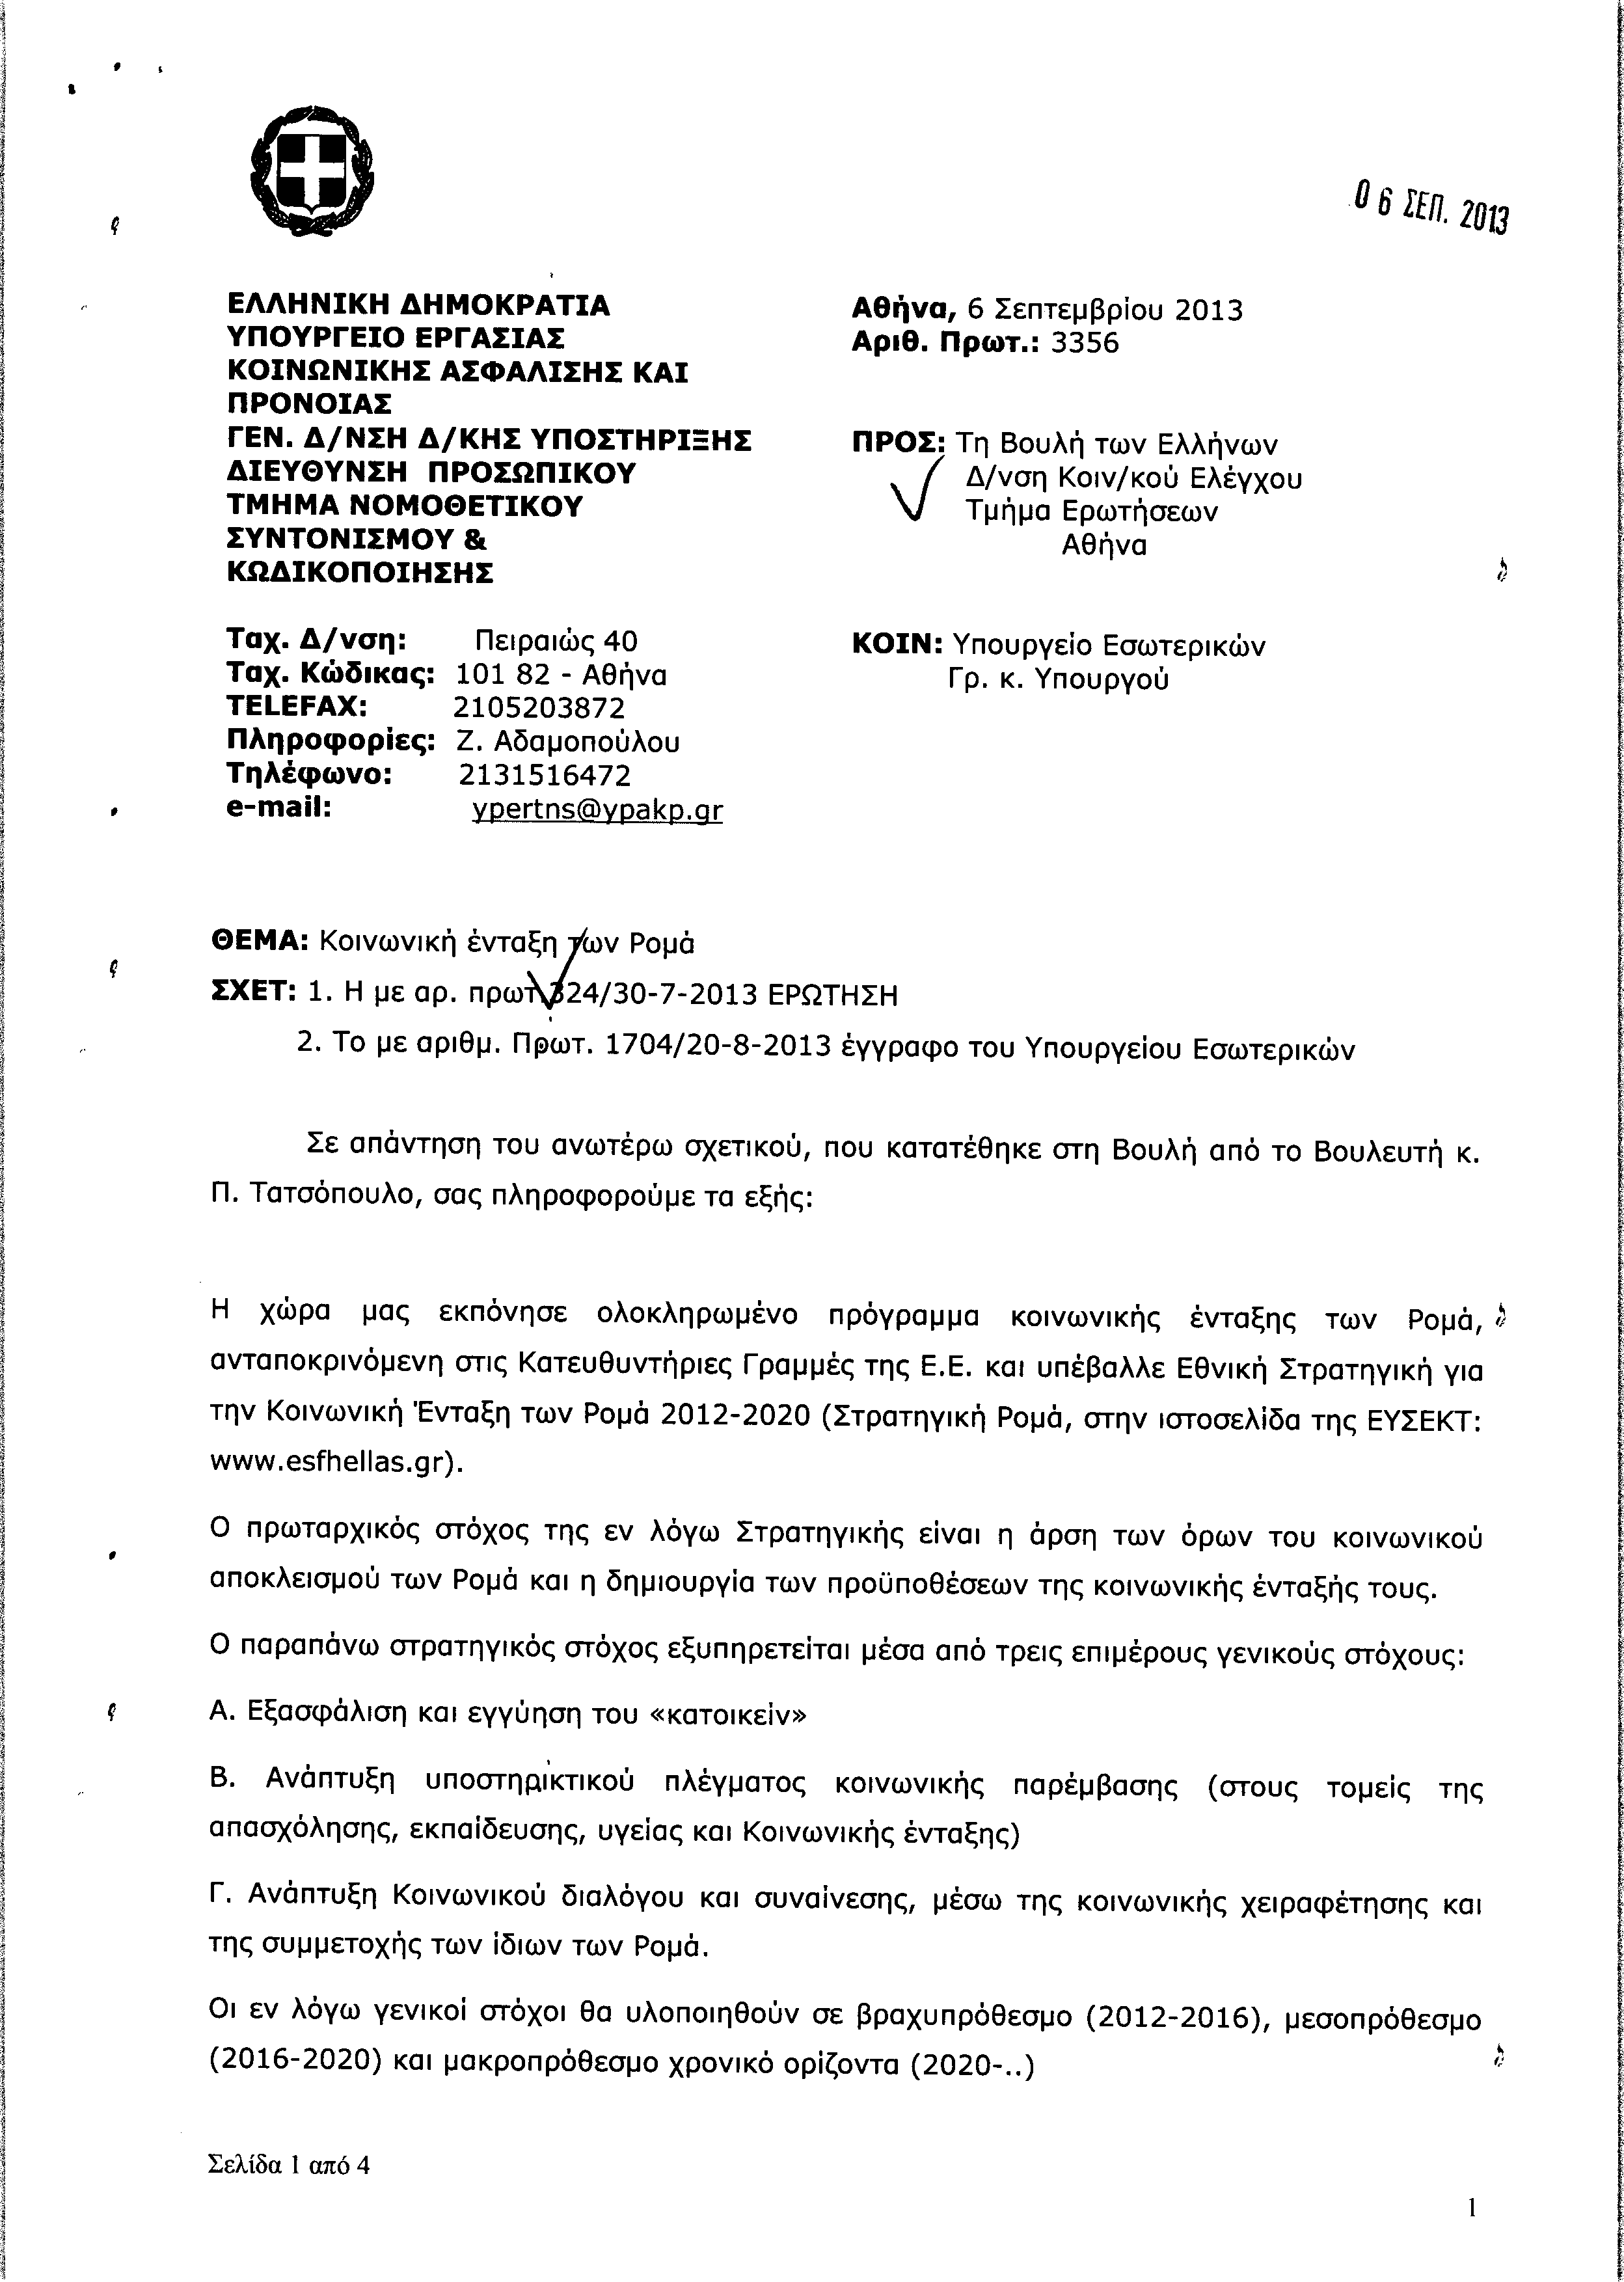 06 ΣΕΠ. 2013
ΕΛΛΗΝΙΚΗ ΔΗΜΟΚΡΑΤΙΑ
ΥΠΟΥΡΓΕΙΟ ΕΡΓΑΣΙΑΣ
ΚΟΙΝΩΝΙΚΗΣ ΑΣΦΑΛΙΣΗΣ ΚΑΙ
ΠΡΟΝΟΙΑΣ
ΓΕΝ. Δ/ΝΣΗ Δ/ΚΗΣ ΥΠΟΣΤΗΡΙΞΗΣ
ΔΙΕΥΘΥΝΣΗ ΠΡΟΣΩΠΙΚΟΥ
ΤΜΗΜΑ ΝΟΜΟΘΕΤΙΚΟΥ
ΣΥΝΤΟΝΙΣΜΟΥ &
ΚΩΔΙΚΟΠΟΙΗΣΗΣ
Ταχ. Δ/νση: Πειραιώς 40
Ταχ. Κώδικας: 101 82 - Αθήνα
TELEFAX: 2105203872
Πληροφορίες: Ζ. Αδαμοπούλου
Τηλέφωνο: 2131516472
e-mail: ypertns@ypakp.gr
Αθήνα, 6 Σεπτεμβρίου 2013
Αριθ. Πρωτ.: 3356
ΠΡΟΣ: Τη Βουλή των Ελλήνων
Δ/νση Κοιν/κού Ελέγχου
Τμήμα Ερωτήσεων
Αθήνα
ΚΟΙΝ: Υπουργείο Εσωτερικών
Γρ. κ. Υπουργού
ΘΕΜΑ: Κοινωνική ένταξη των Ρομά
ΣΧΕΤ: 1. Η με αρ. πρωτ 324/30-7-2013 ΕΡΩΤΗΣΗ
2. Το με αριθμ. Πρωτ. 1704/20-8-2013 έγγραφο του Υπουργείου Εσωτερικών
Σε απάντηση του ανωτέρω σχετικού, που κατατέθηκε στη Βουλή από το Βουλευτή κ.
Π. Τατσόπουλο, σας πληροφορούμε τα εξής:
Η χώρα μας εκπόνησε ολοκληρωμένο πρόγραμμα κοινωνικής ένταξης των Ρομά,
ανταποκρινόμενη στις Κατευθυντήριες Γραμμές της Ε.Ε. και υπέβαλλε Εθνική Στρατηγική για
την Κοινωνική Ένταξη των Ρομά 2012-2020 (Στρατηγική Ρομά, στην ιστοσελίδα της ΕΥΣΕΚΤ:
www.esfhellas.gr).
Ο πρωταρχικός στόχος της εν λόγω Στρατηγικής είναι η άρση των όρων του κοινωνικού
αποκλεισμού των Ρομά και η δημιουργία των προϋποθέσεων της κοινωνικής ένταξής τους.
Ο παραπάνω στρατηγικός στόχος εξυπηρετείται μέσα από τρεις επιμέρους γενικούς στόχους:
Α. Εξασφάλιση και εγγύηση του «κατοικείν»
Β. Ανάπτυξη υποστηρικτικού πλέγματος κοινωνικής παρέμβασης (στους τομείς της
απασχόλησης, εκπαίδευσης, υγείας και Κοινωνικής ένταξης)
Γ. Ανάπτυξη Κοινωνικού διαλόγου και συναίνεσης, μέσω της κοινωνικής χειραφέτησης και
της συμμετοχής των ίδιων των Ρομά.
Οι εν λόγω γενικοί στόχοι θα υλοποιηθούν σε βραχυπρόθεσμο (2012-2016), μεσοπρόθεσμο
(2016-2020) και μακροπρόθεσμο χρονικό ορίζοντα (2020-..)
Σελίδα 1 από 4
1